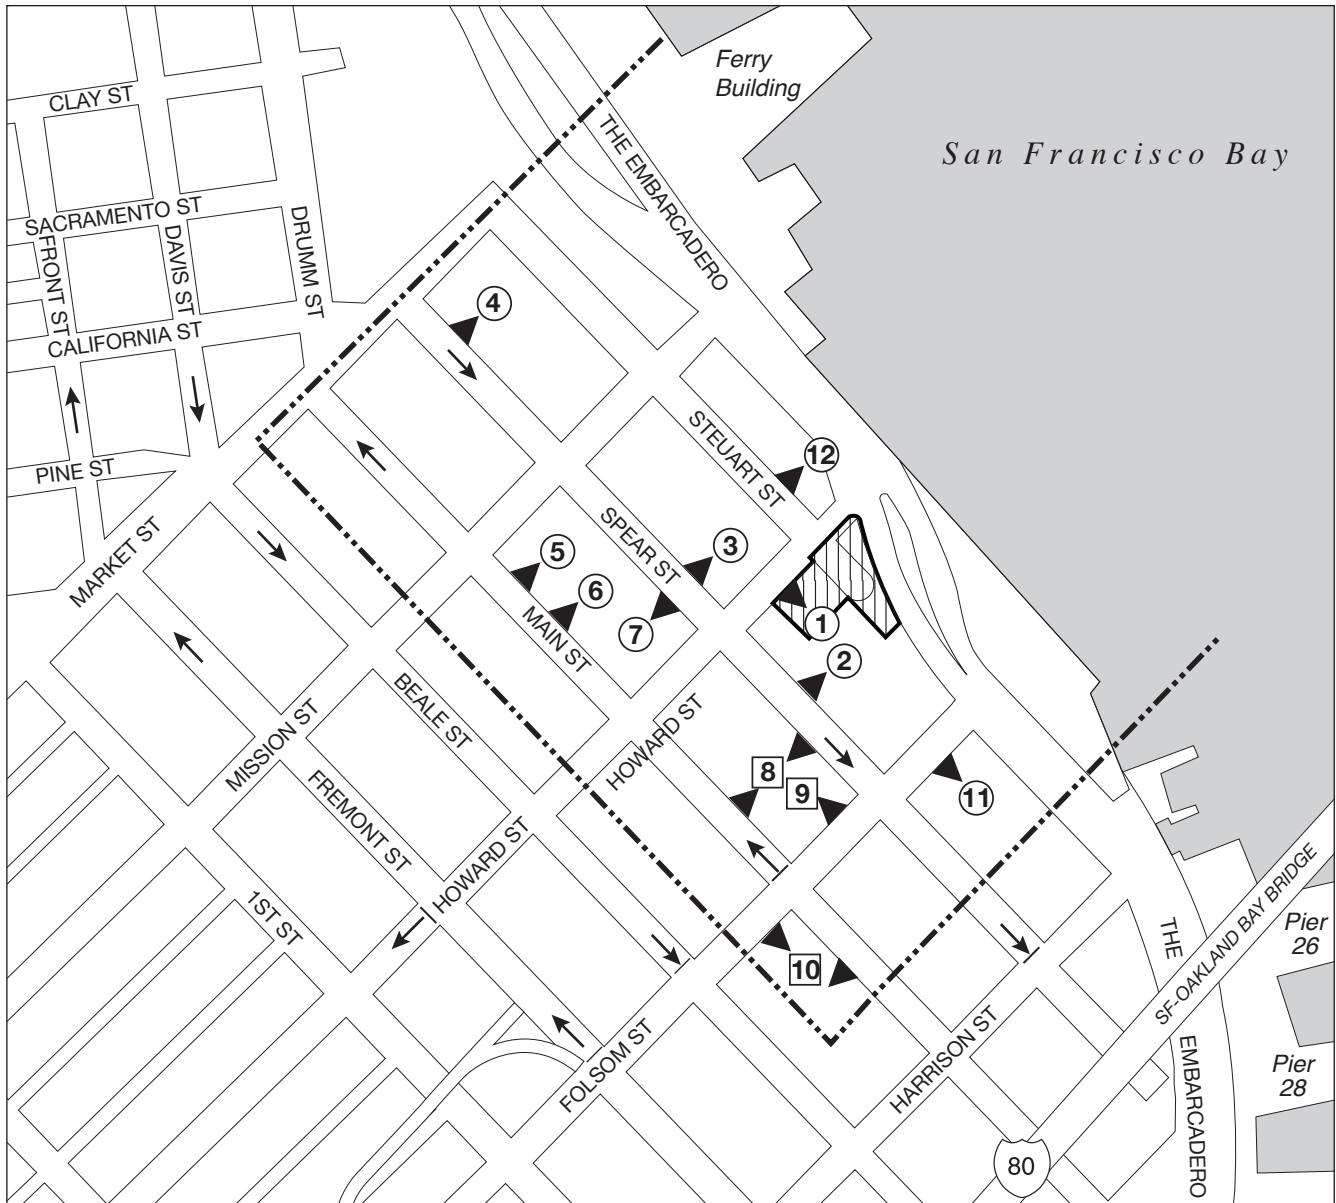 Ferry
Building
San Francisco Bay
CLAY ST
THE EMBARCADERO
SACRAMENTO ST
FRONT ST
DAVIS ST
DRUMM ST
CALIFORNIA ST
4
PINE ST
STEUART ST
12
MARKET ST
SPEAR ST
3
5
6
7
MAIN ST
1
2
BEALE ST
HOWARD ST
MISSION ST
8
9
11
FREMONT ST
HOWARD ST
1ST ST
10
THE
EMBARCADERO
SF-OAKLAND BAY BRIDGE
Pier
26
HARRISON ST
FOLSOM ST
Pier
28
80